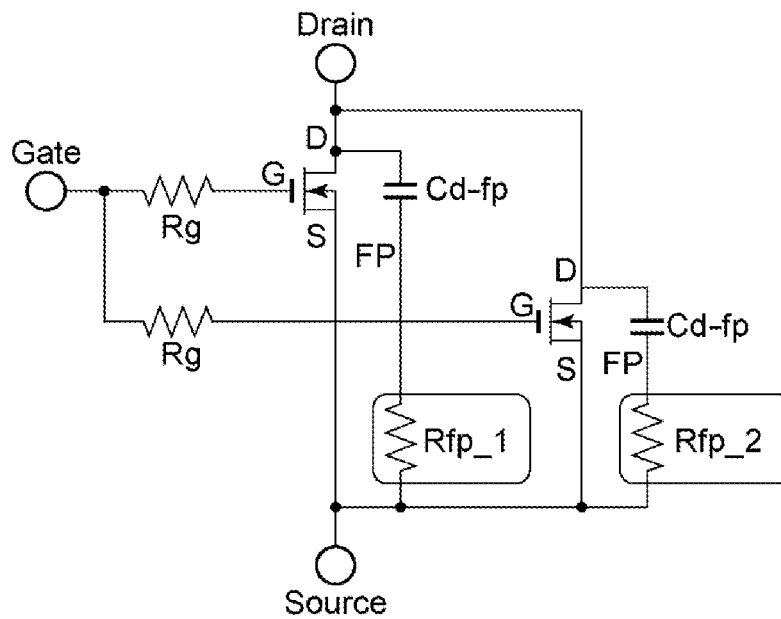 Drain
Gate
D
G
Cd-fp
Rg
S
FP
D
G
Cd-fp
Rg
S
FP
Rfp_1
Rfp_2
Source